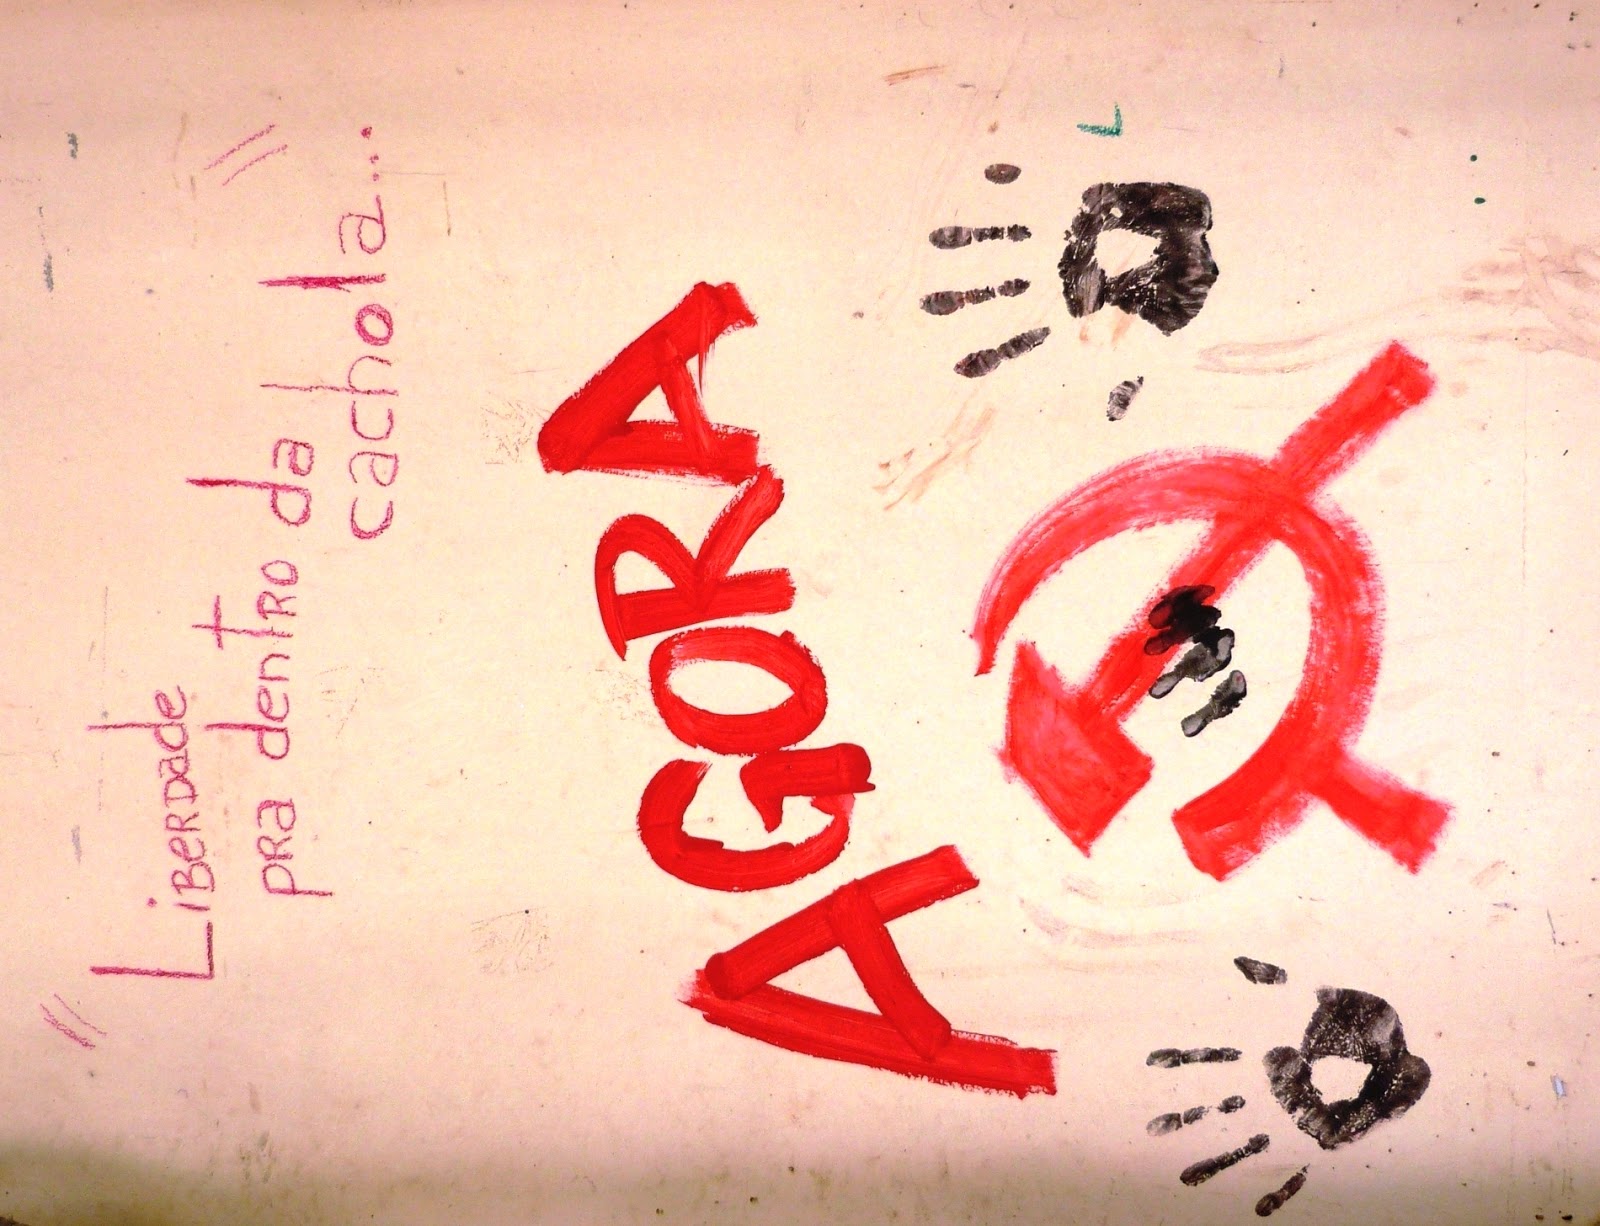 "Liberdade
pra dentro da
cachola..."
AGORA